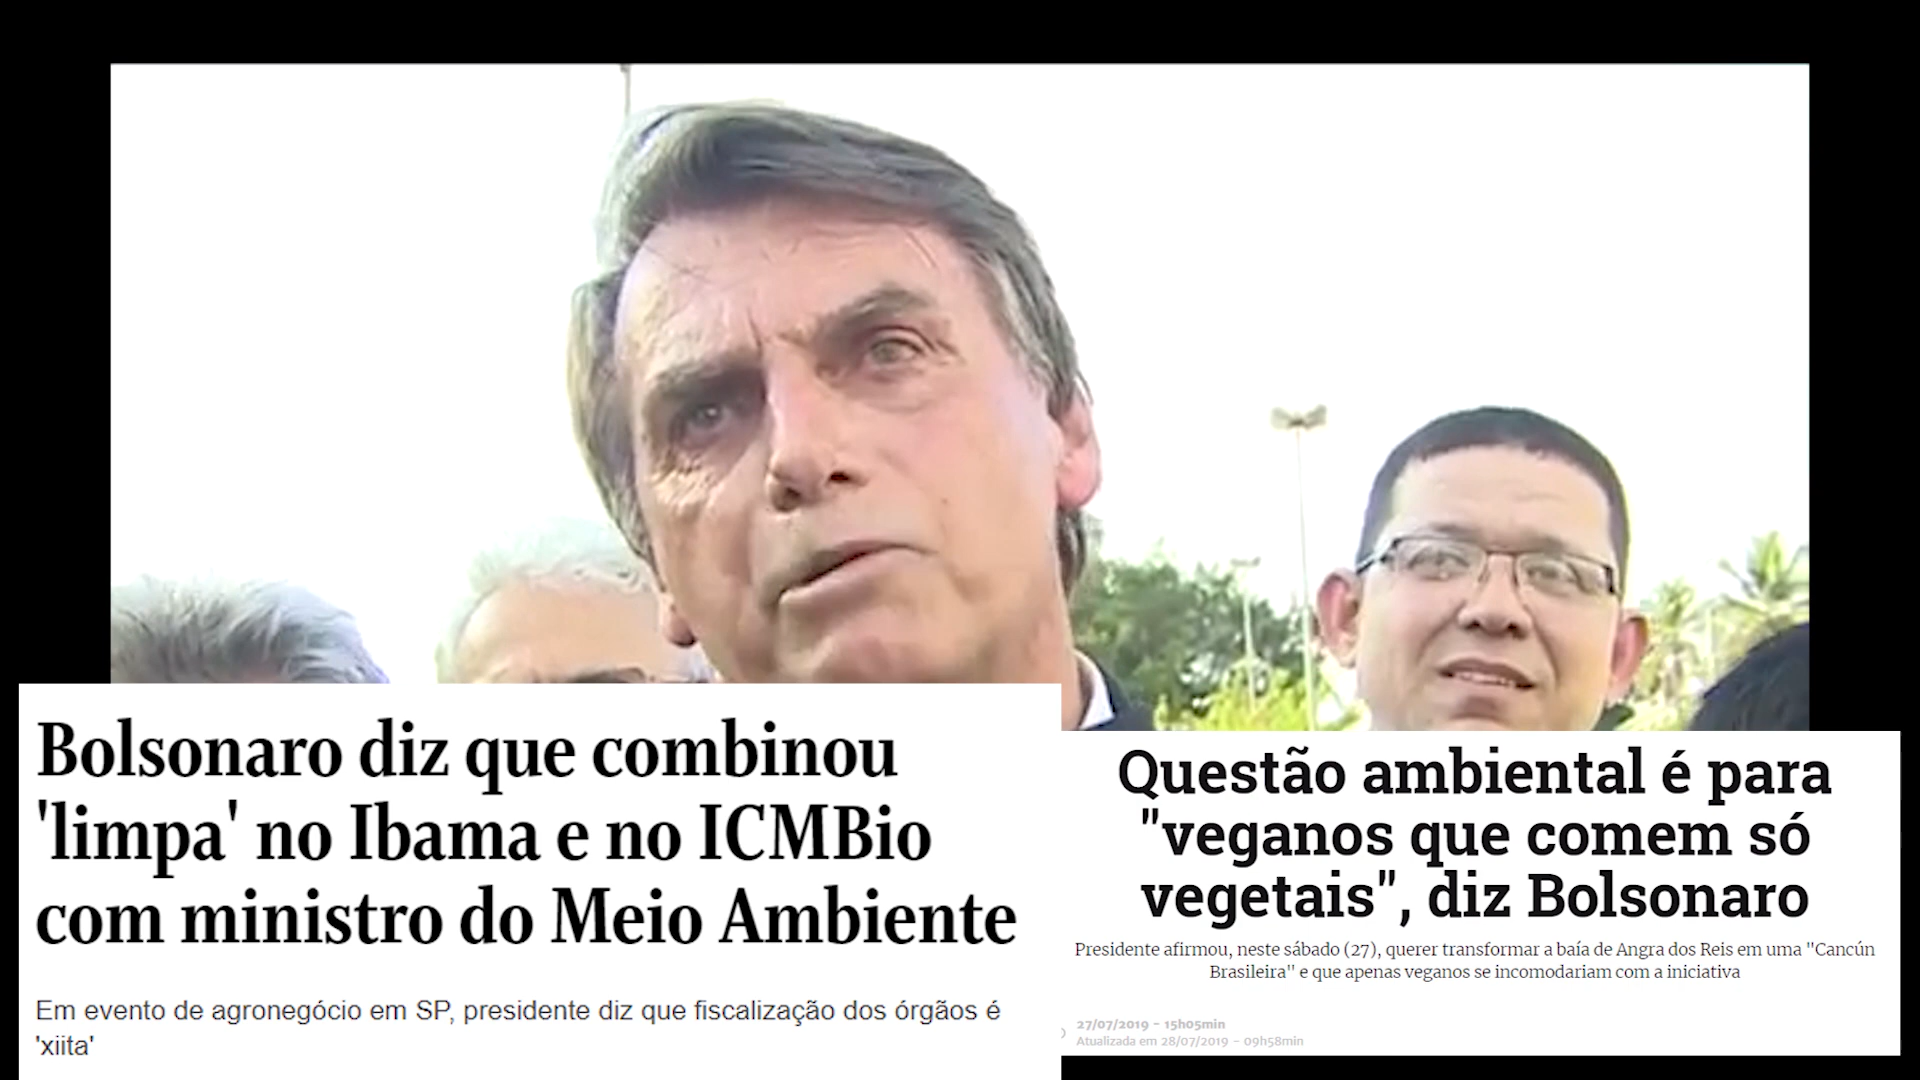 Bolsonaro diz que combinou
'limpa' no Ibama e no ICMBio
com ministro do Meio Ambiente
Em evento de agronegócio em SP, presidente diz que fiscalização dos órgãos é
'xiita'
Questão ambiental é para
"veganos que comem só
vegetais", diz Bolsonaro
Presidente afirmou, neste sábado (27), querer transformar a baía de Angra dos Reis em uma "Cancún
Brasileira" e que apenas veganos se incomodariam com a iniciativa
27/07/2019 - 15h05min
Atualizada em 28/07/2019 - 09h58min